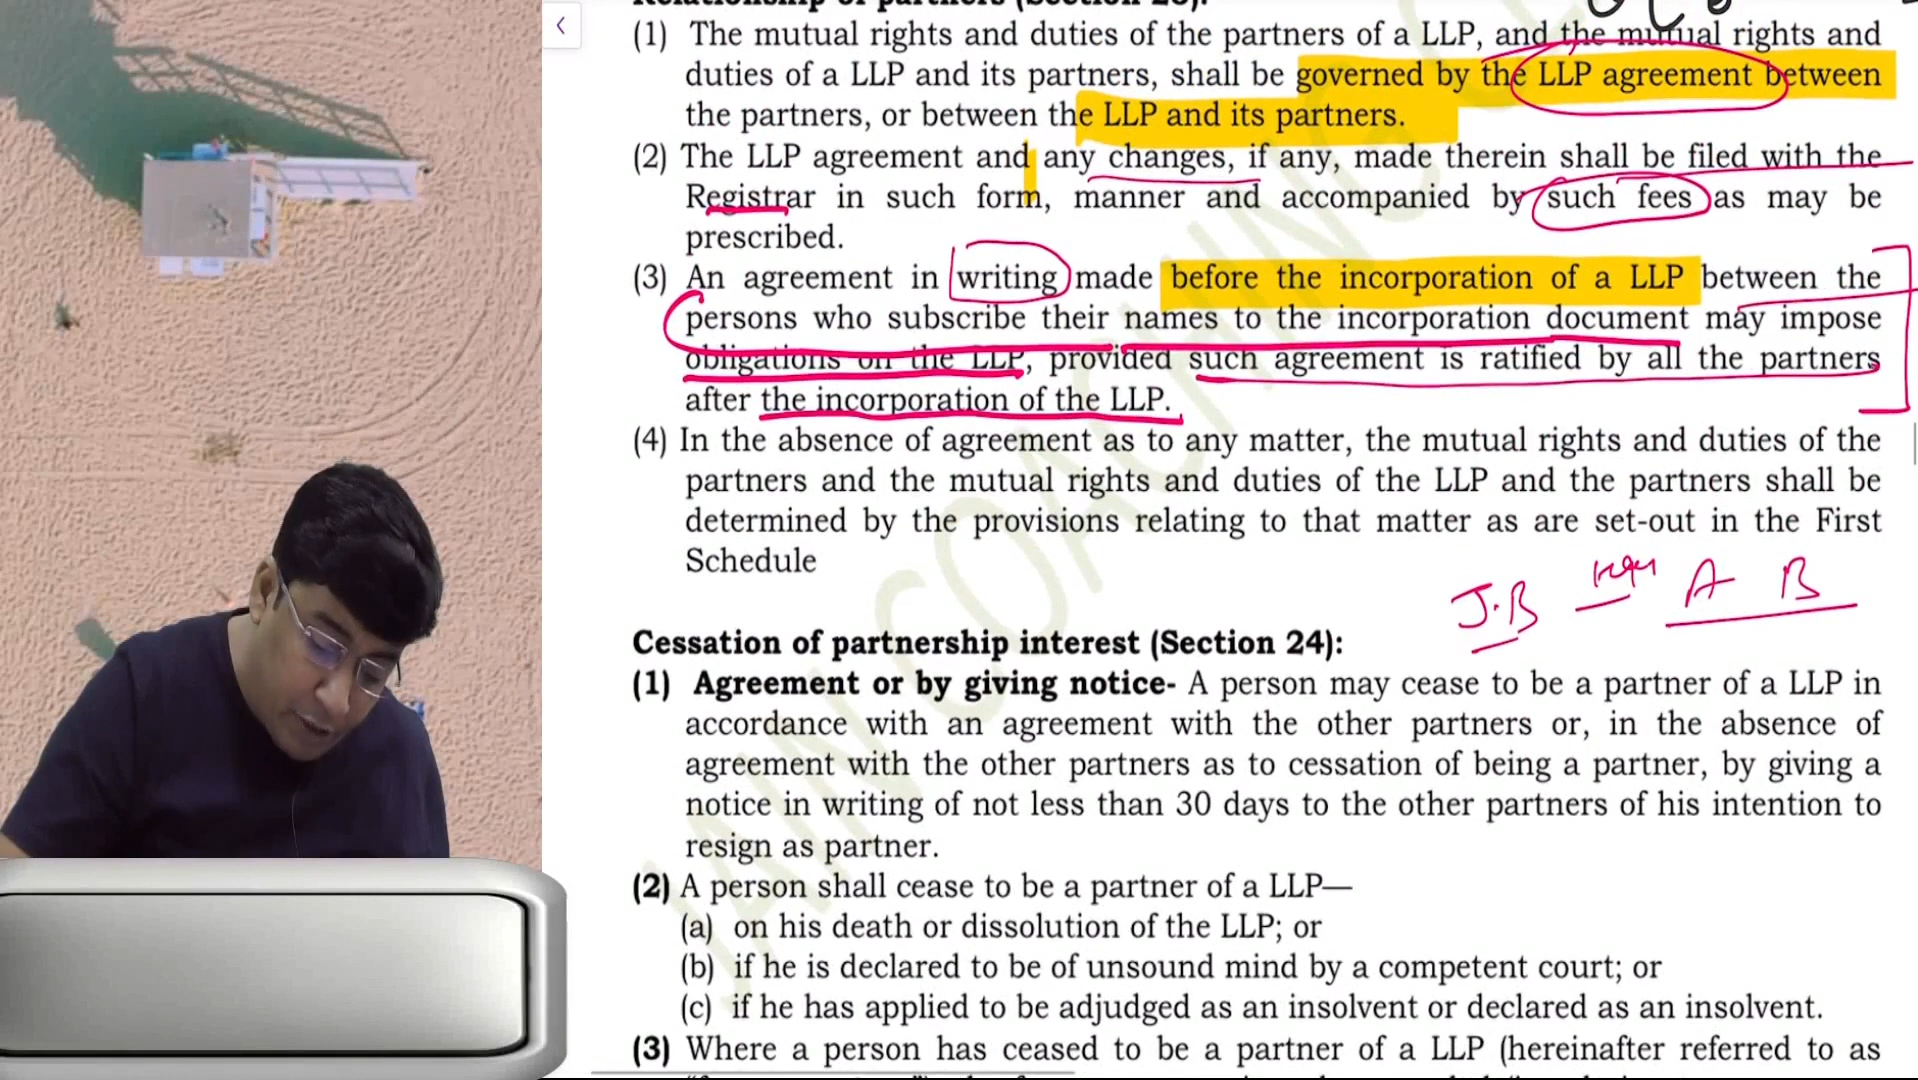 Relationship of partners (Section 23):
(1) The mutual rights and duties of the partners of a LLP, and the mutual rights and
duties of a LLP and its partners, shall be governed by the LLP agreement between
the partners, or between the LLP and its partners.
(2) The LLP agreement and any changes, if any, made therein shall be filed with the
Registrar in such form, manner and accompanied by such fees as may be
prescribed.
(3) An agreement in writing made before the incorporation of a LLP between the
persons who subscribe their names to the incorporation document may impose
obligations on the LLP, provided such agreement is ratified by all the partners
after the incorporation of the LLP.
(4) In the absence of agreement as to any matter, the mutual rights and duties of the
partners and the mutual rights and duties of the LLP and the partners shall be
determined by the provisions relating to that matter as are set-out in the First
Schedule
J.B A B
Cessation of partnership interest (Section 24):
(1) Agreement or by giving notice- A person may cease to be a partner of a LLP in
accordance with an agreement with the other partners or, in the absence of
agreement with the other partners as to cessation of being a partner, by giving a
notice in writing of not less than 30 days to the other partners of his intention to
resign as partner.
(2) A person shall cease to be a partner of a LLP—
(a) on his death or dissolution of the LLP; or
(b) if he is declared to be of unsound mind by a competent court; or
(c) if he has applied to be adjudged as an insolvent or declared as an insolvent.
(3) Where a person has ceased to be a partner of a LLP (hereinafter referred to as
JAIN COACHING CE